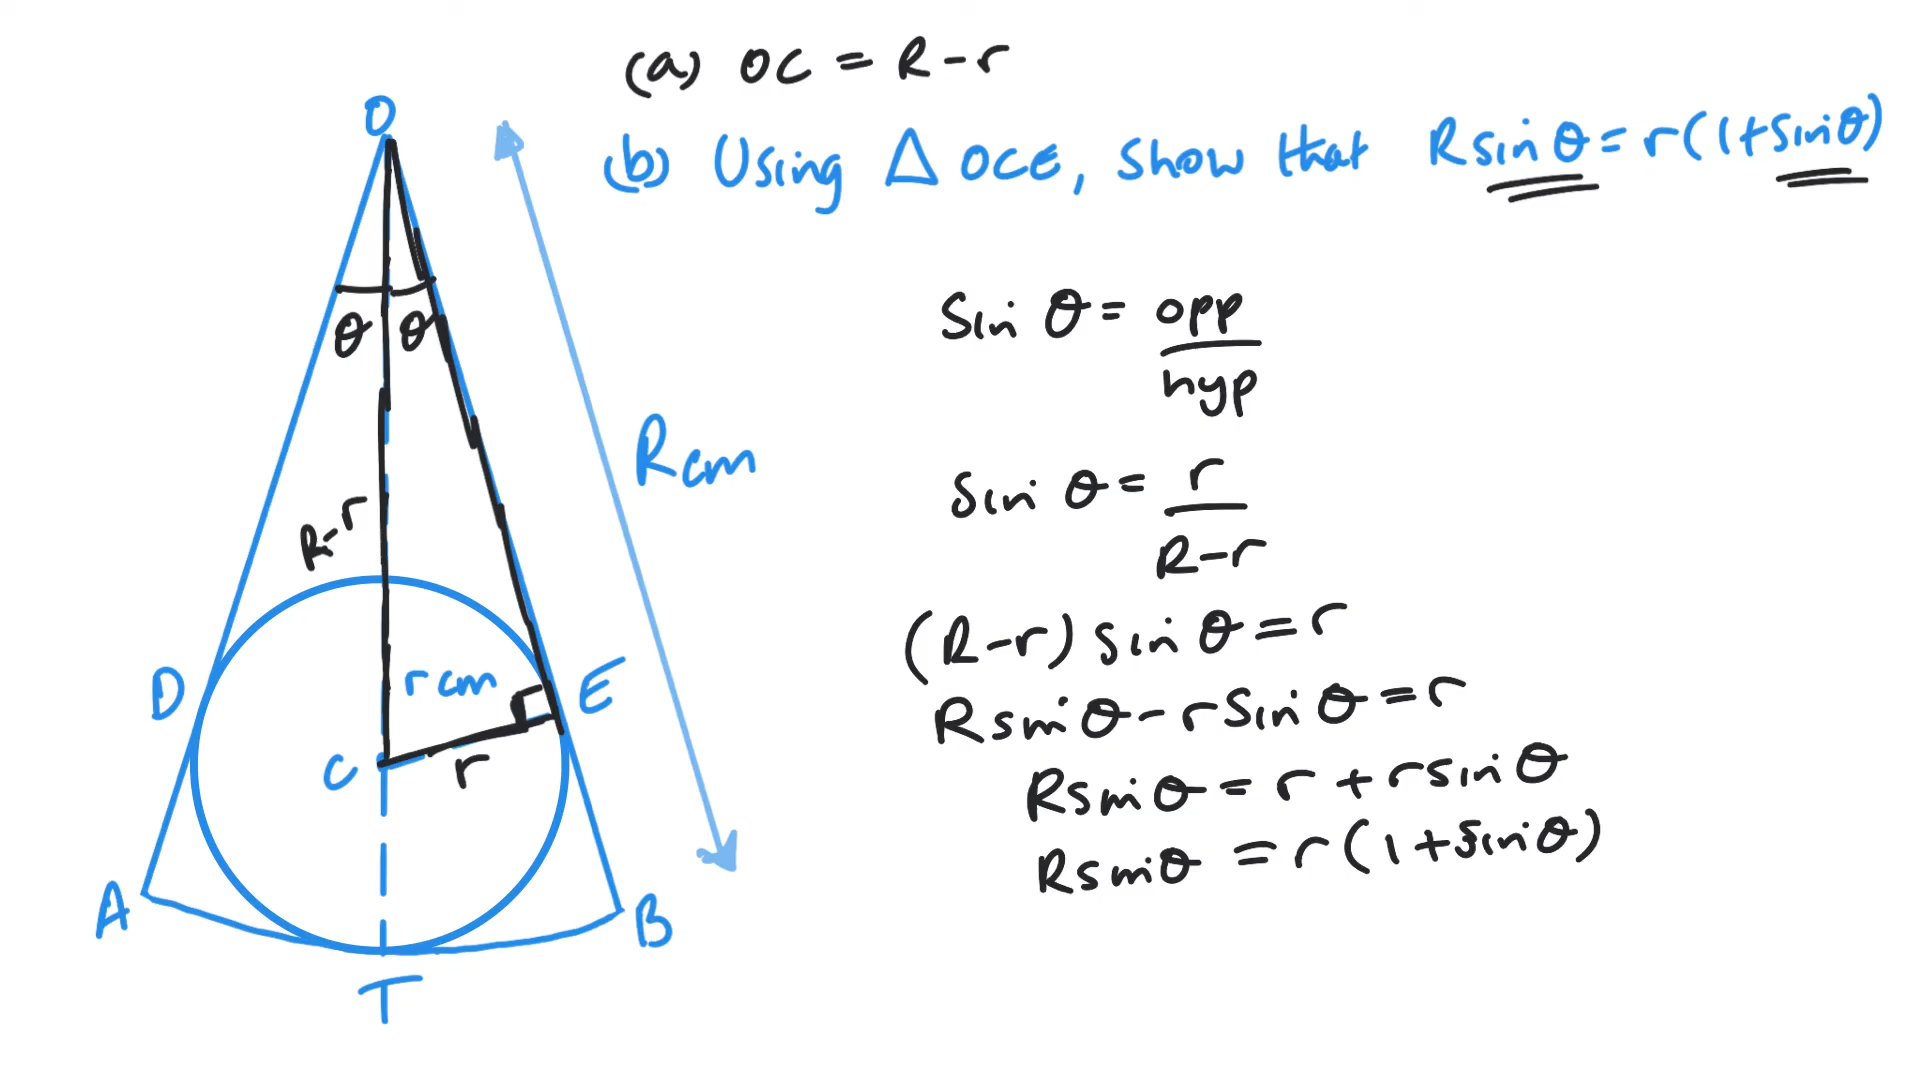 (a) OC = R - r
(b) Using △ OCE, show that R sin θ = r(1 + sin θ)
O
θ θ
R cm
R - r
r cm
D
E
C
r
A
B
T
Sin θ = opp / hyp
Sin θ = r / R - r
(R - r) sin θ = r
R sin θ - r sin θ = r
R sin θ = r + r sin θ
R sin θ = r (1 + sin θ)